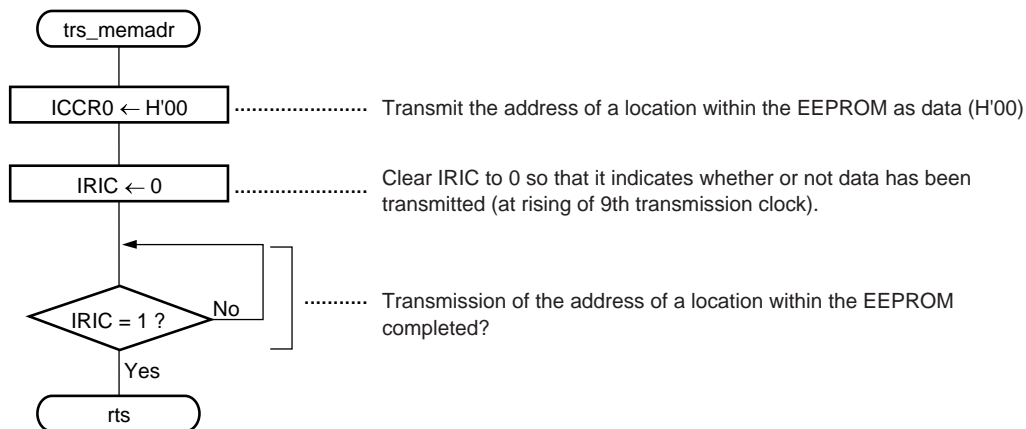 trs_memadr
ICCR0 ← H'00
Transmit the address of a location within the EEPROM as data (H'00)
IRIC ← 0
Clear IRIC to 0 so that it indicates whether or not data has been
transmitted (at rising of 9th transmission clock).
IRIC = 1 ?
No
Transmission of the address of a location within the EEPROM
completed?
Yes
rts